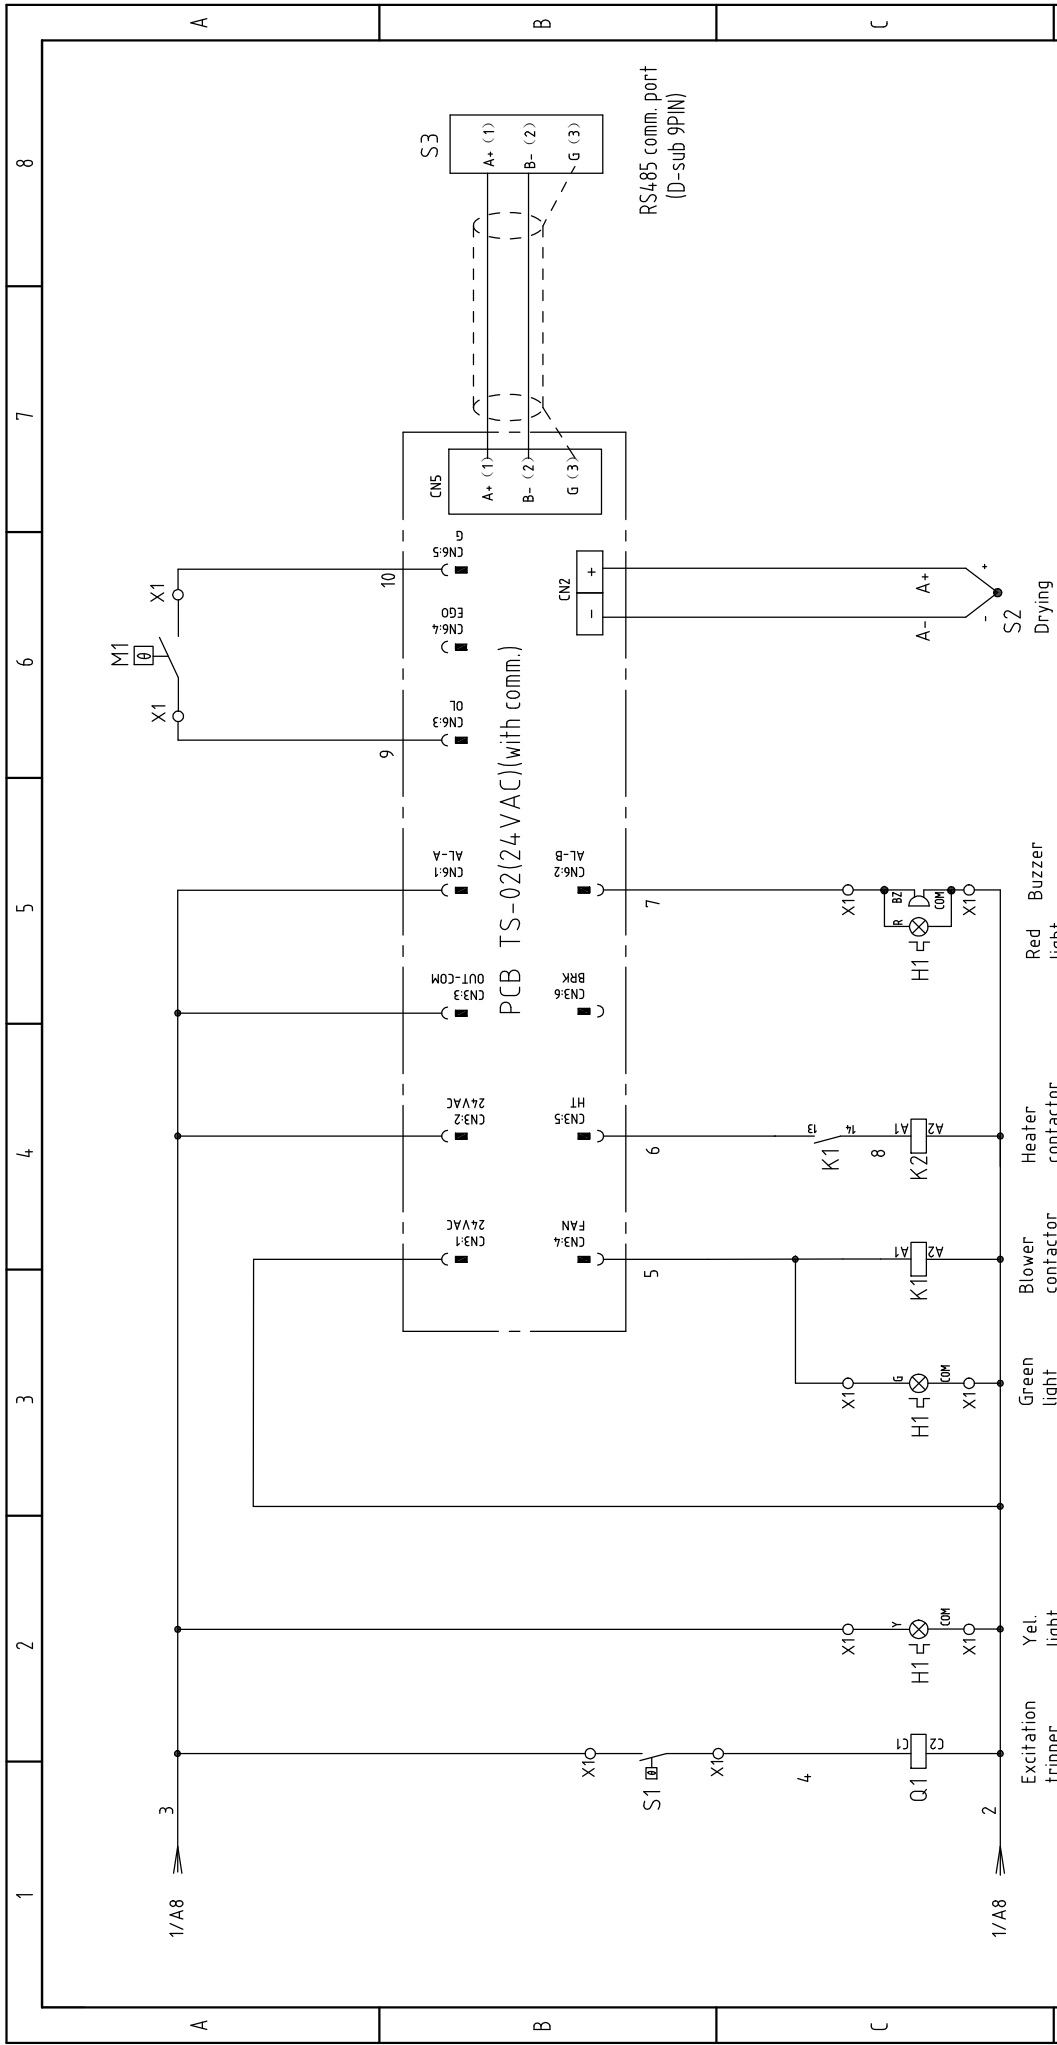 1
2
3
4
5
6
7
8
A
B
C
A
B
C
1/A8
3
1/A8
2
X1
S1
X1
4
Q1
C1
C2
X1
H1
Y
COM
X1
X1
H1
G
COM
X1
CN3:1
24VAC
CN3:4
FAN
5
K1
A1
A2
CN3:2
24VAC
CN3:5
HT
6
13
14
K1
8
K2
A1
A2
CN3:3
OUT-COM
CN3:6
BRK
CN6:1
AL-A
CN6:2
AL-B
7
X1
R
BZ
H1
COM
X1
PCB TS-02(24VAC)(with comm.)
M1
θ
X1
X1
9
10
CN6:3
OL
CN6:4
EGO
CN6:5
G
CN2
-
+
A-
A+
-
+
S2
Drying
CN5
A+ (1)
B- (2)
G (3)
S3
A+ (1)
B- (2)
G (3)
RS485 comm. port
(D-sub 9PIN)
Excitation
tripper
Yel.
light
Green
light
Blower
contactor
Heater
contactor
Red
light
Buzzer